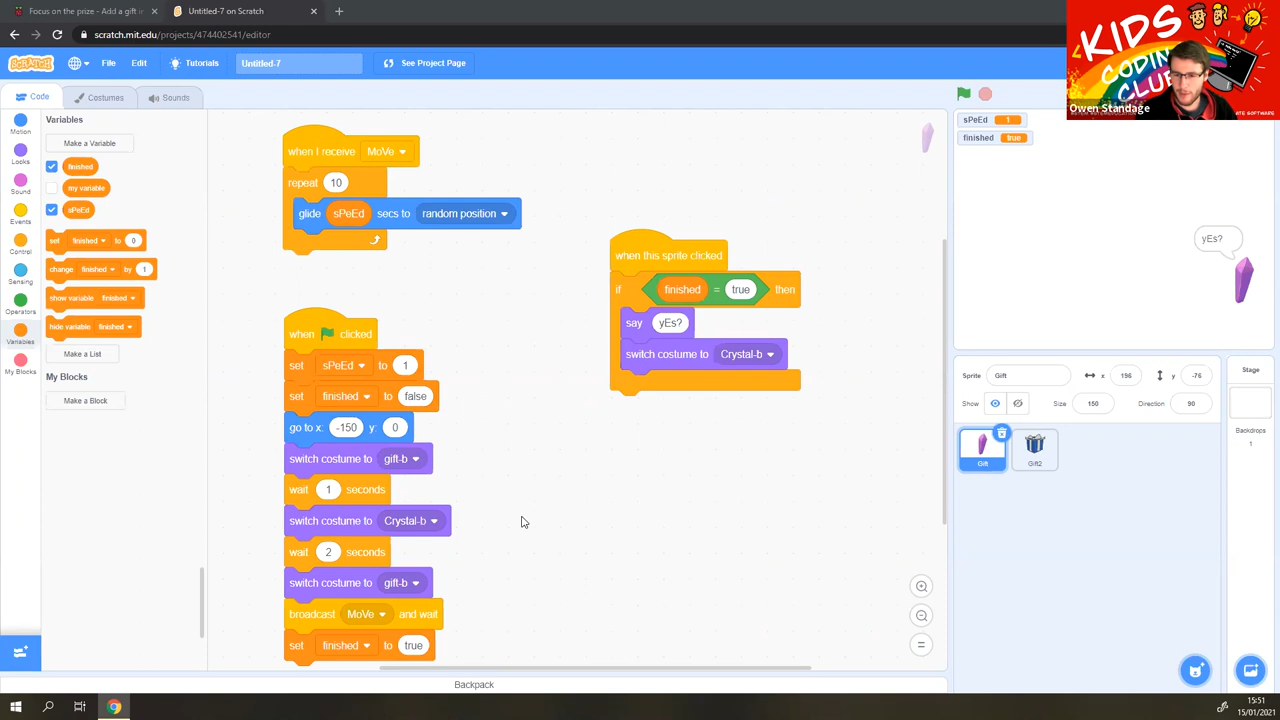 Focus on the prize - Add a gift in
Untitled-7 on Scratch
scratch.mit.edu/projects/474402541/editor
SCRATCH
File
Edit
Tutorials
Untitled-7
See Project Page
KIDS
CODING
CLUB
Owen Standage
Code
Costumes
Sounds
Motion
Looks
Sound
Events
Control
Sensing
Operators
Variables
My Blocks
Variables
Make a Variable
finished
my variable
sPeEd
set finished to 0
change finished by 1
show variable finished
hide variable finished
Make a List
My Blocks
Make a Block
when I receive MoVe
repeat 10
glide sPeEd secs to random position
when clicked
set sPeEd to 1
set finished to false
go to x: -150 y: 0
switch costume to gift-b
wait 1 seconds
switch costume to Crystal-b
wait 2 seconds
switch costume to gift-b
broadcast MoVe and wait
set finished to true
when this sprite clicked
if finished = true then
say yEs?
switch costume to Crystal-b
sPeEd 1
finished true
yEs?
Sprite Gift x 196 y -76
Show Size 150 Direction 90
Gift
Gift2
Stage
Backdrops
1
Backpack
15:51
15/01/2021